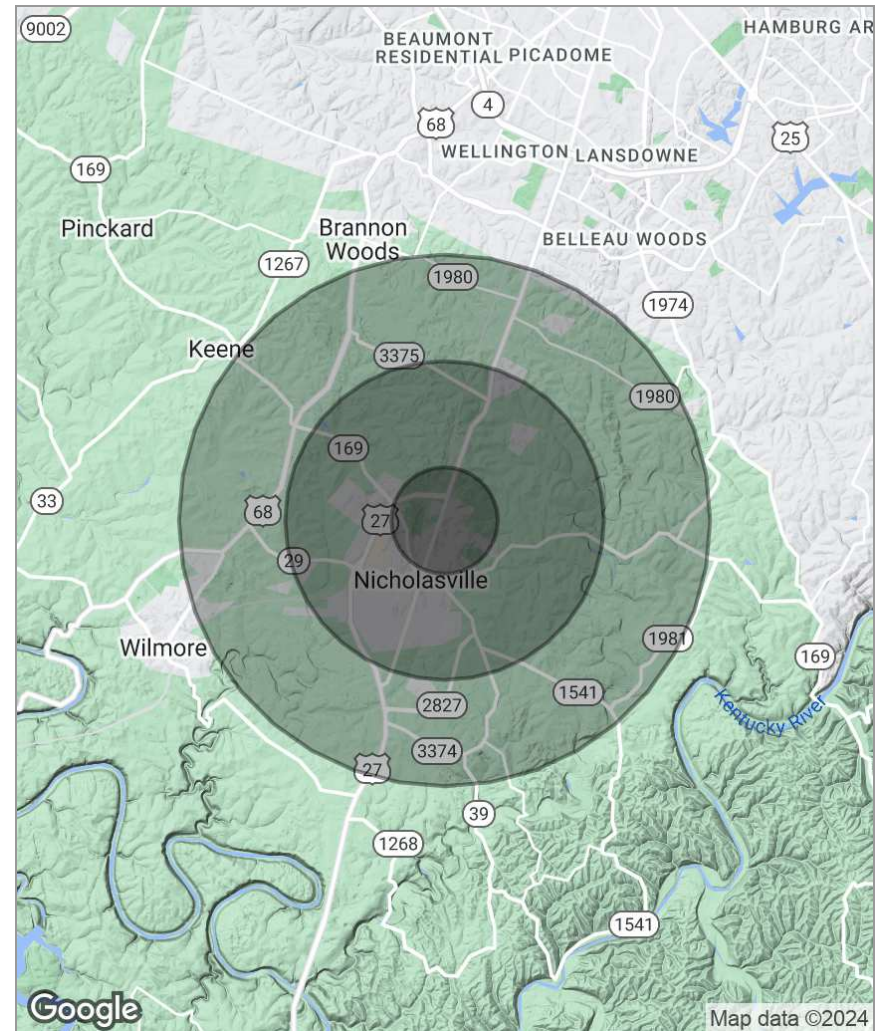 9002
HAMBURG AR
BEAUMONT
RESIDENTIAL
PICADOME
4
68
25
WELLINGTON
LANSDOWNE
169
Pinckard
Brannon
Woods
BELLEAU WOODS
1267
1980
1974
Keene
3375
1980
169
33
68
27
29
Nicholasville
Wilmore
1981
169
1541
2827
Kentucky River
3374
27
39
1268
1541
Google
Map data ©2024